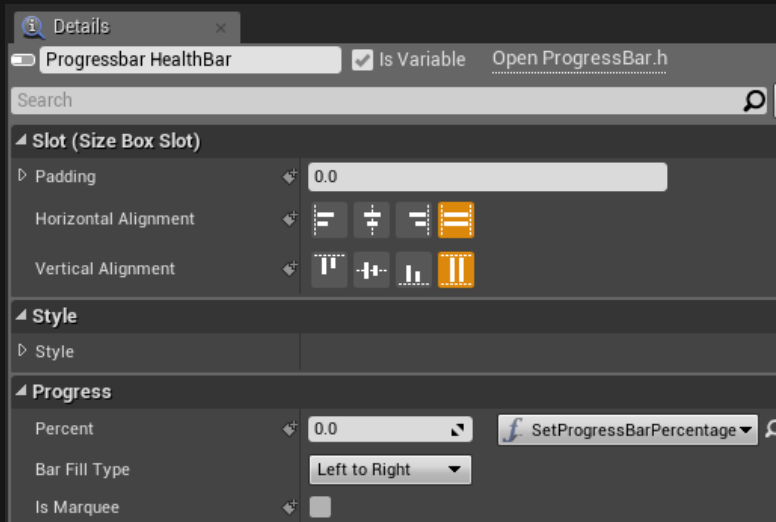 Details
Progressbar HealthBar Is Variable Open ProgressBar.h
Search
Slot (Size Box Slot)
Padding 0.0
Horizontal Alignment
Vertical Alignment
Style
Style
Progress
Percent 0.0 SetProgressBarPercentage
Bar Fill Type Left to Right
Is Marquee